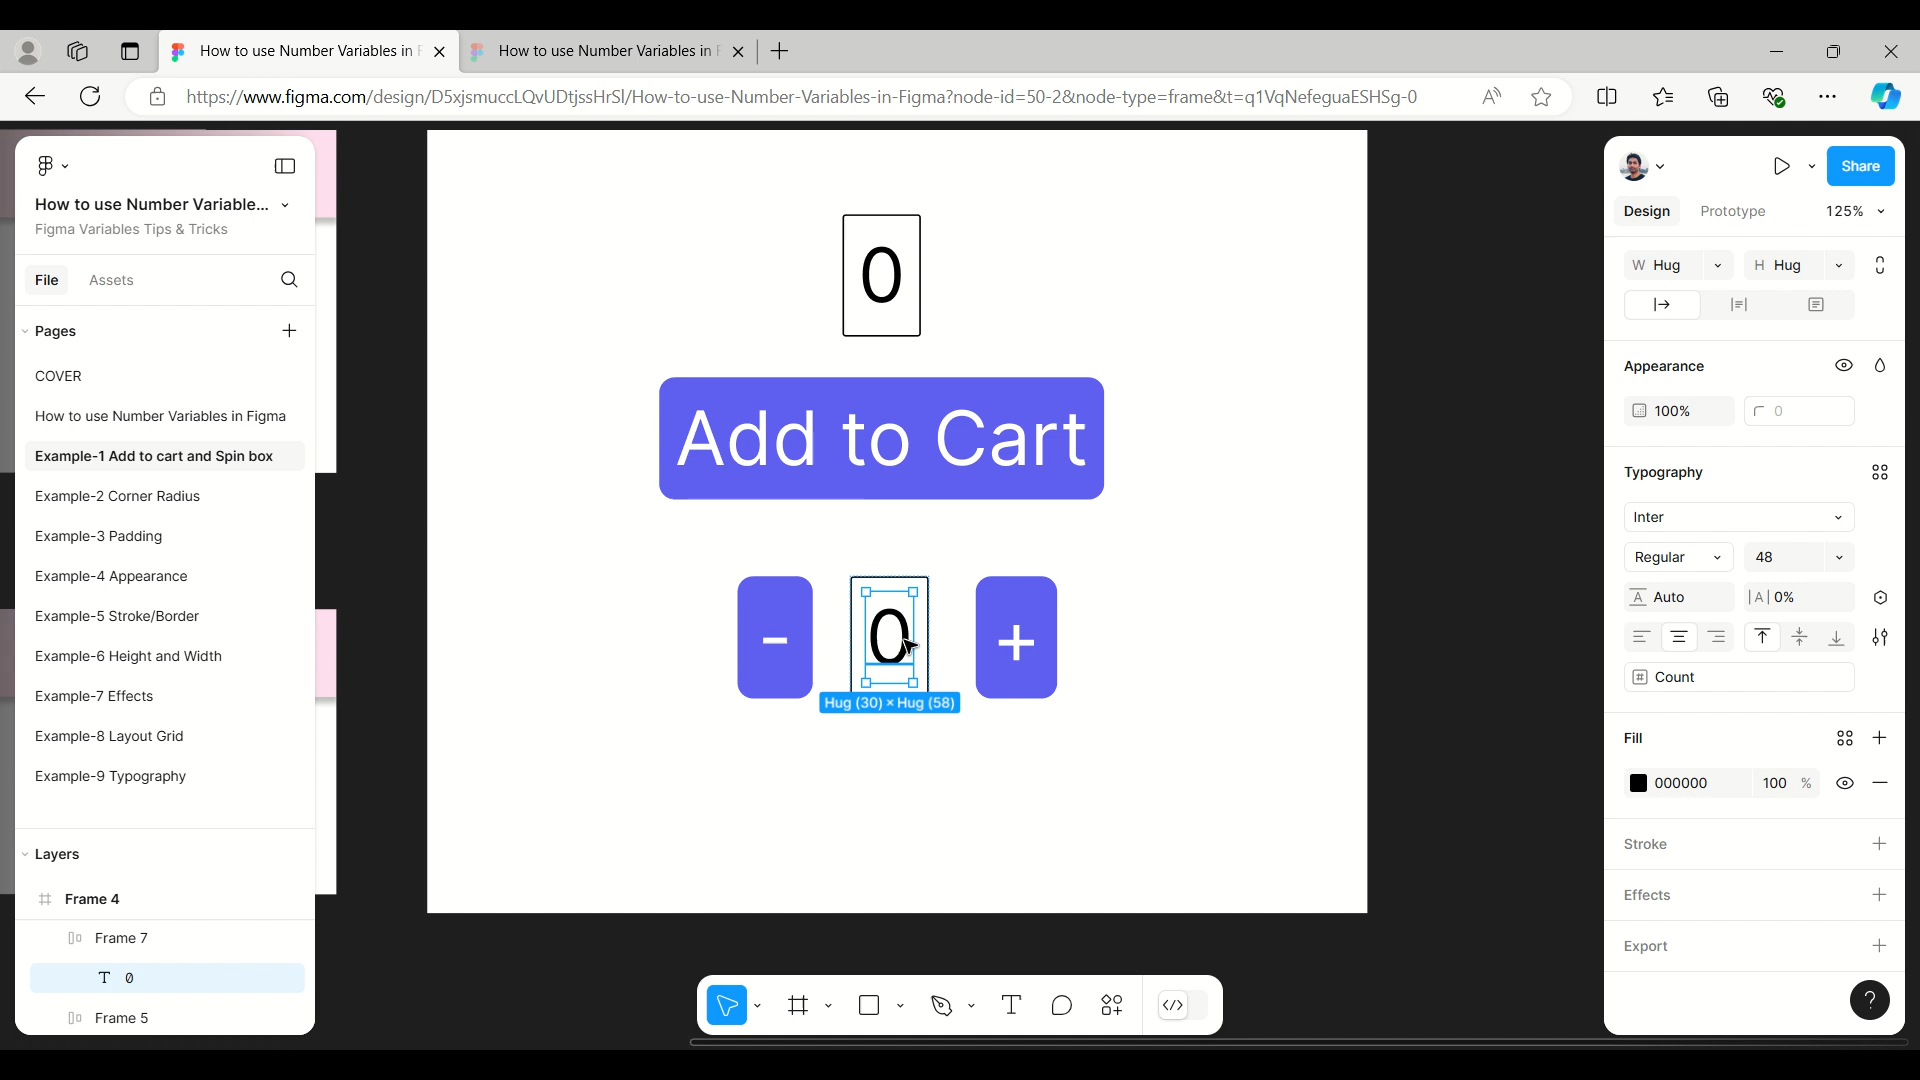 How to use Number Variables in F
How to use Number Variables in F
https://www.figma.com/design/D5xjsmuccLQvUDtjssHrSl/How-to-use-Number-Variables-in-Figma?node-id=50-2&node-type=frame&t=q1VqNefeguaESHSg-0
How to use Number Variable...
Figma Variables Tips & Tricks
File
Assets
Pages
COVER
How to use Number Variables in Figma
Example-1 Add to cart and Spin box
Example-2 Corner Radius
Example-3 Padding
Example-4 Appearance
Example-5 Stroke/Border
Example-6 Height and Width
Example-7 Effects
Example-8 Layout Grid
Example-9 Typography
Layers
Frame 4
Frame 7
T 0
Frame 5
0
Add to Cart
- 0 +
Hug (30) × Hug (58)
Share
Design
Prototype
125%
W Hug
H Hug
Appearance
100%
0
Typography
Inter
Regular
48
Auto
0%
Count
Fill
000000
100 %
Stroke
Effects
Export
?